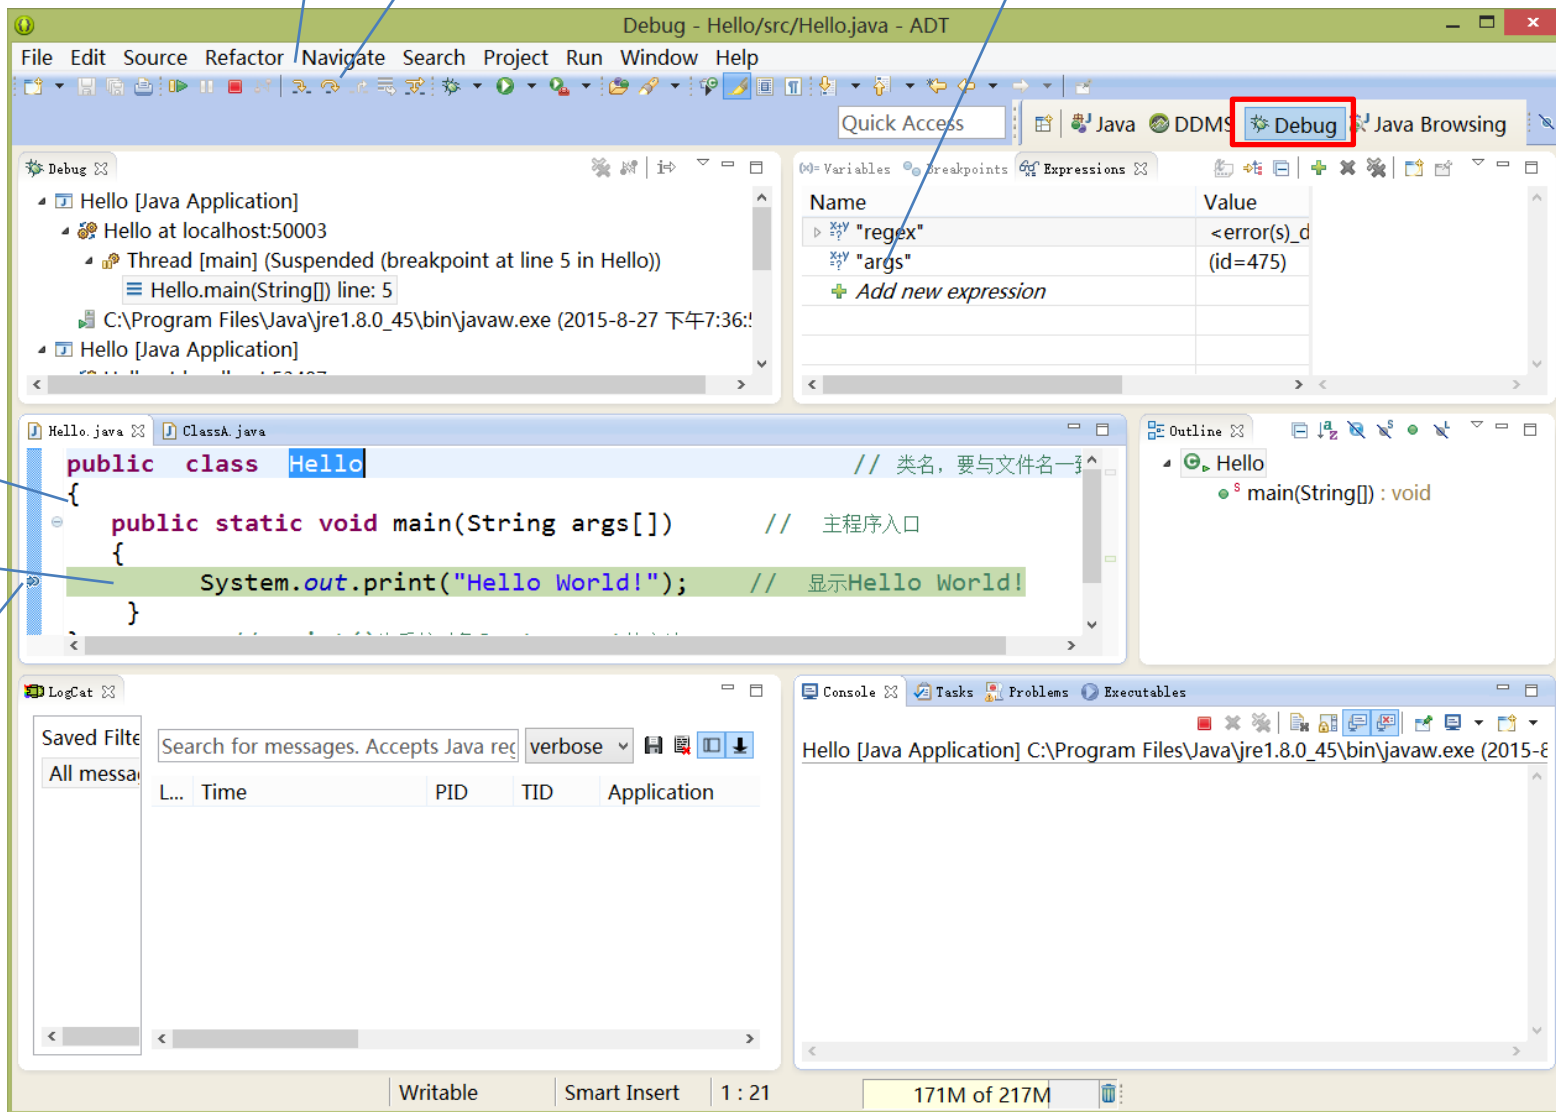 Debug - Hello/src/Hello.java - ADT
File Edit Source Refactor Navigate Search Project Run Window Help
Quick Access
Java DDMS Debug Java Browsing
Debug
Hello [Java Application]
Hello at localhost:50003
Thread [main] (Suspended (breakpoint at line 5 in Hello))
Hello.main(String[]) line: 5
C:\Program Files\Java\jre1.8.0_45\bin\javaw.exe (2015-8-27 下午7:36:
Hello [Java Application]
Variables Breakpoints Expressions
Name Value
"regex" <error(s)_d
"args" (id=475)
Add new expression
Hello.java ClassA.java
public class Hello // 类名，要与文件名一致
{
public static void main(String args[]) // 主程序入口
{
System.out.print("Hello World!"); // 显示Hello World!
}
Outline
Hello
main(String[]) : void
LogCat
Saved Filte
All messa
Search for messages. Accepts Java reg verbose
L... Time PID TID Application
Console Tasks Problems Executables
Hello [Java Application] C:\Program Files\Java\jre1.8.0_45\bin\javaw.exe (2015-8
Writable Smart Insert 1 : 21 171M of 217M